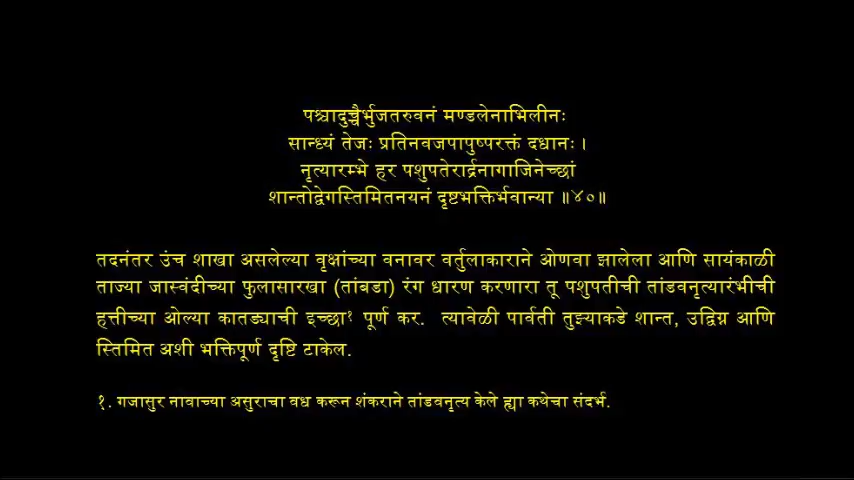 पश्चादुच्चैर्भुजतरुवनं मण्डलेनाभिलीनः
सान्ध्यं तेजः प्रतिनवजपापुष्परक्तं दधानः ।
नृत्यारम्भे हर पशुपतेरार्द्रनागाजिनेच्छां
शान्तोद्वेगस्तिमितनयनं दृष्टभक्तिर्भवान्या ॥४०॥
तदनंतर उंच शाखा असलेल्या वृक्षांच्या वनावर वर्तुलाकाराने ओणवा झालेला आणि सायंकाळी
ताज्या जास्वंदीच्या फुलासारखा (तांबडा) रंग धारण करणारा तू पशुपतीची तांडवनृत्यारंभीची
हत्तीच्या ओल्या कातड्याची इच्छा१ पूर्ण कर. त्यावेळी पार्वती तुझ्याकडे शान्त, उद्विग्न आणि
स्तिमित अशी भक्तिपूर्ण दृष्टि टाकेल.
१. गजासुर नावाच्या असुराचा वध करून शंकराने तांडवनृत्य केले ह्या कथेचा संदर्भ.